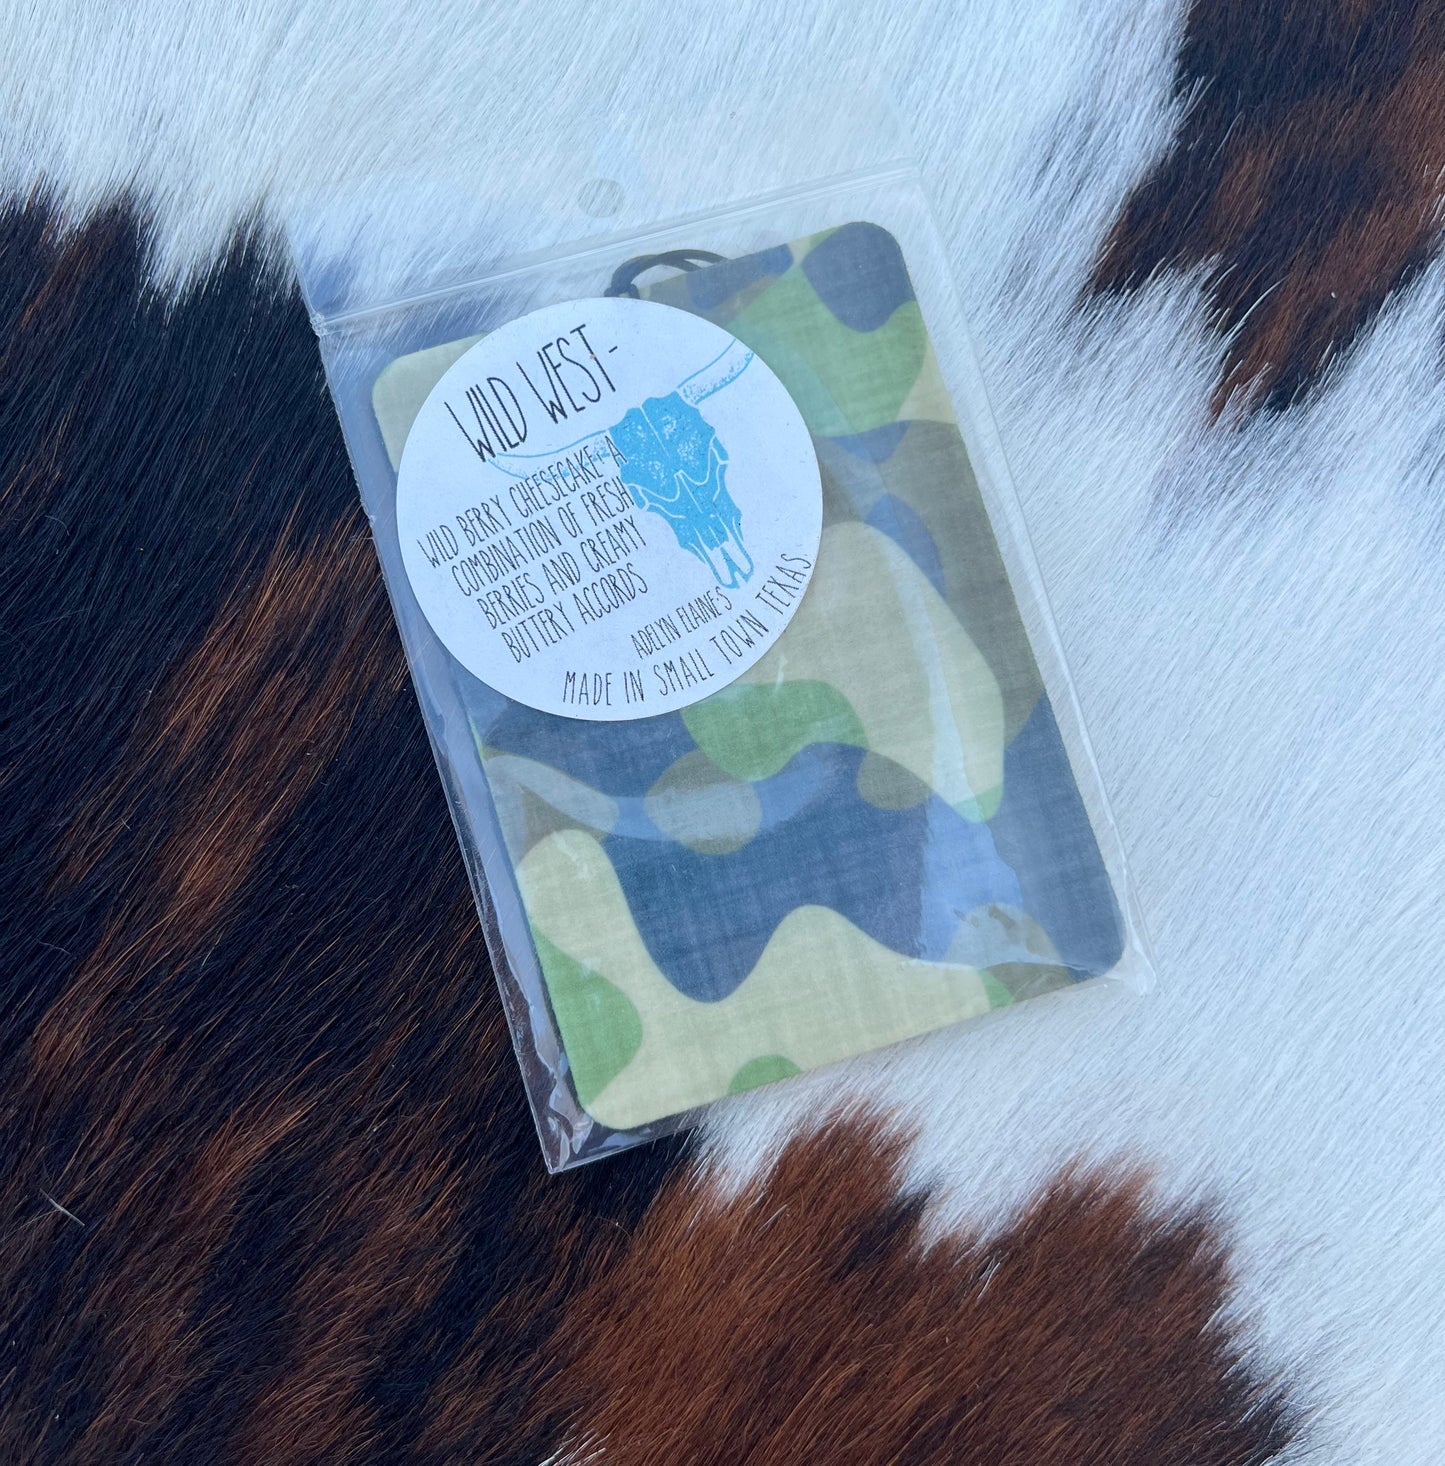 WILD WEST-
WILD BERRY CHEESECAKE- A
COMBINATION OF FRESH
BERRIES AND CREAMY
BUTTERY ACCORDS
ADELYN ELAINE'S
MADE IN SMALL TOWN TEXAS